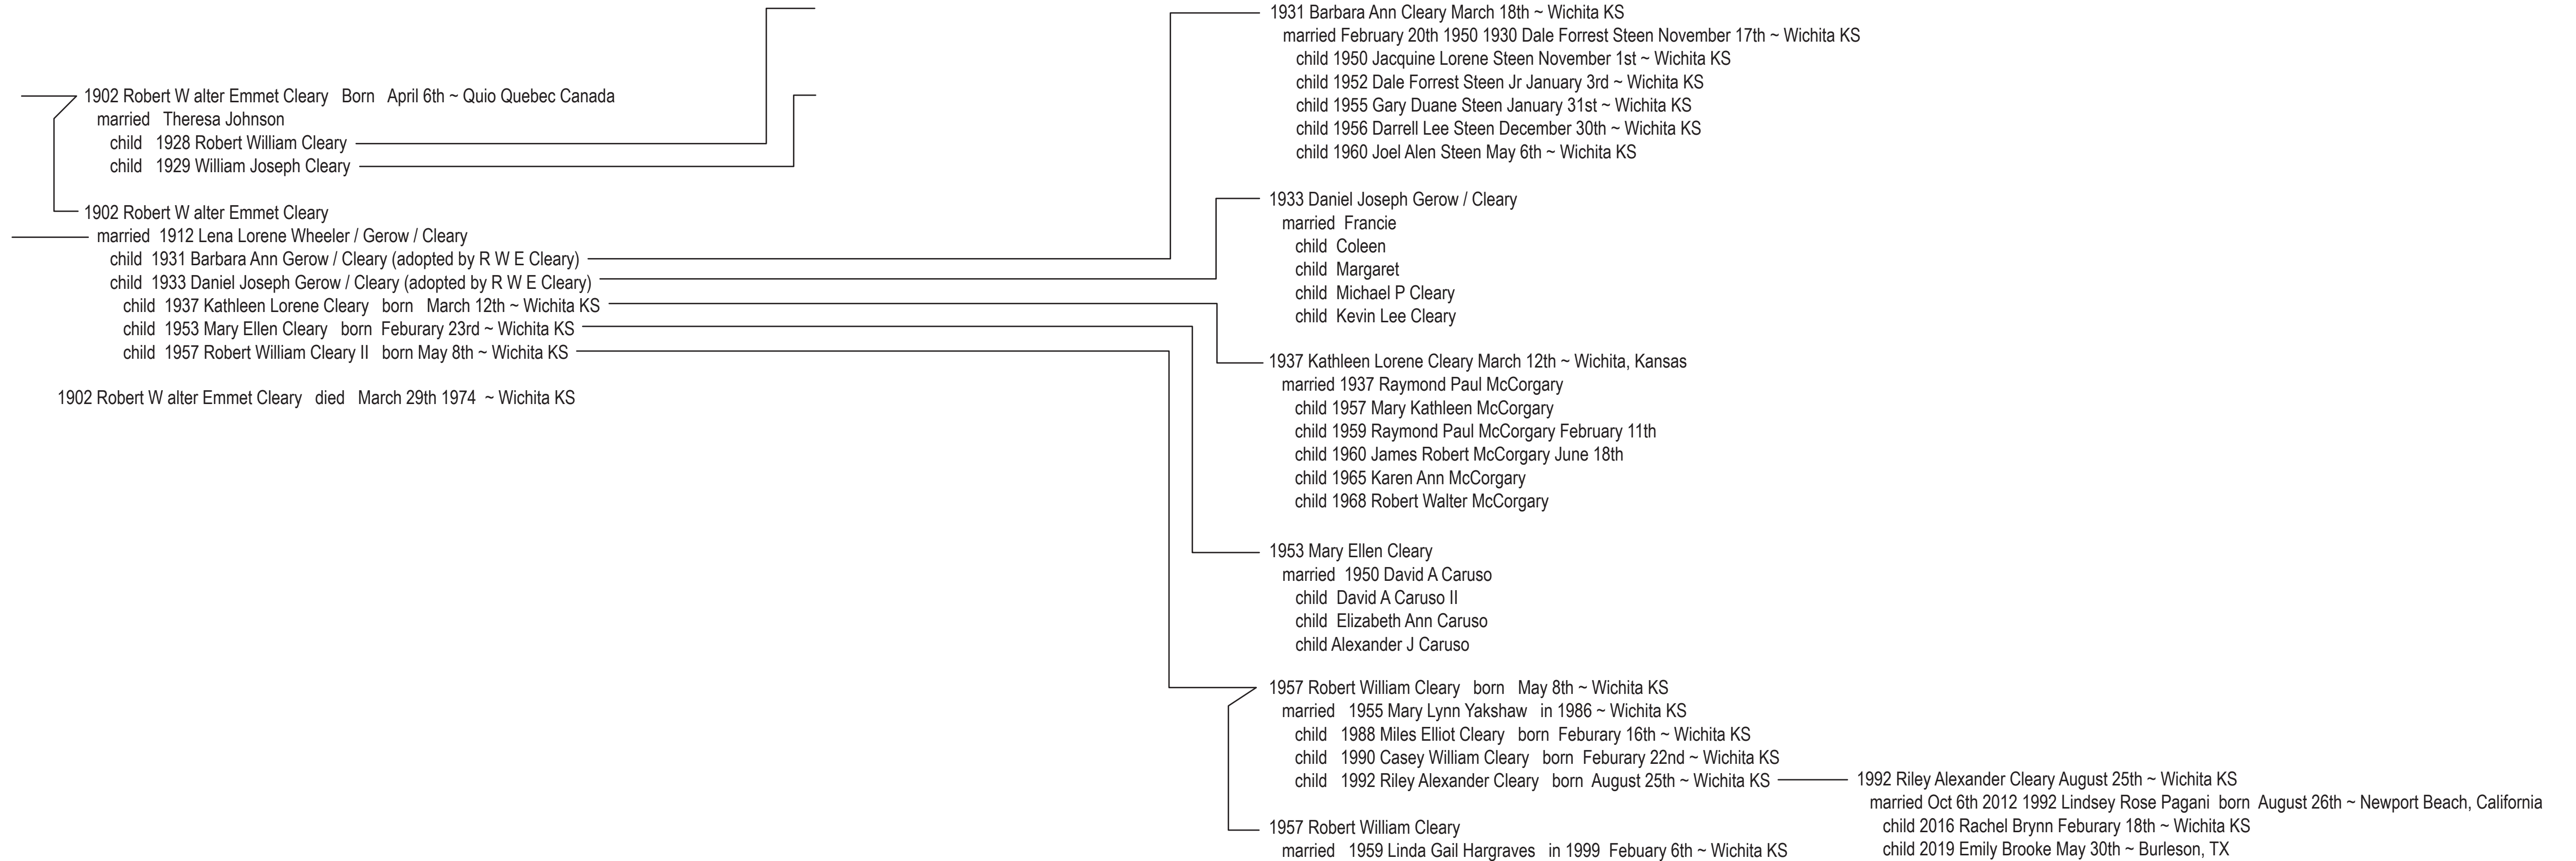 1902 Robert W alter Emmet Cleary Born April 6th ~ Quio Quebec Canada
married Theresa Johnson
child 1928 Robert William Cleary
child 1929 William Joseph Cleary
1902 Robert W alter Emmet Cleary
married 1912 Lena Lorene Wheeler / Gerow / Cleary
child 1931 Barbara Ann Gerow / Cleary (adopted by R W E Cleary)
child 1933 Daniel Joseph Gerow / Cleary (adopted by R W E Cleary)
child 1937 Kathleen Lorene Cleary born March 12th ~ Wichita KS
child 1953 Mary Ellen Cleary born Feburary 23rd ~ Wichita KS
child 1957 Robert William Cleary II born May 8th ~ Wichita KS
1902 Robert W alter Emmet Cleary died March 29th 1974 ~ Wichita KS
1931 Barbara Ann Cleary March 18th ~ Wichita KS
married February 20th 1950 1930 Dale Forrest Steen November 17th ~ Wichita KS
child 1950 Jacquine Lorene Steen November 1st ~ Wichita KS
child 1952 Dale Forrest Steen Jr January 3rd ~ Wichita KS
child 1955 Gary Duane Steen January 31st ~ Wichita KS
child 1956 Darrell Lee Steen December 30th ~ Wichita KS
child 1960 Joel Alen Steen May 6th ~ Wichita KS
1933 Daniel Joseph Gerow / Cleary
married Francie
child Coleen
child Margaret
child Michael P Cleary
child Kevin Lee Cleary
1937 Kathleen Lorene Cleary March 12th ~ Wichita, Kansas
married 1937 Raymond Paul McCorgary
child 1957 Mary Kathleen McCorgary
child 1959 Raymond Paul McCorgary February 11th
child 1960 James Robert McCorgary June 18th
child 1965 Karen Ann McCorgary
child 1968 Robert Walter McCorgary
1953 Mary Ellen Cleary
married 1950 David A Caruso
child David A Caruso II
child Elizabeth Ann Caruso
child Alexander J Caruso
1957 Robert William Cleary born May 8th ~ Wichita KS
married 1955 Mary Lynn Yakshaw in 1986 ~ Wichita KS
child 1988 Miles Elliot Cleary born Feburary 16th ~ Wichita KS
child 1990 Casey William Cleary born Feburary 22nd ~ Wichita KS
child 1992 Riley Alexander Cleary born August 25th ~ Wichita KS
1957 Robert William Cleary
married 1959 Linda Gail Hargraves in 1999 Febuary 6th ~ Wichita KS
1992 Riley Alexander Cleary August 25th ~ Wichita KS
married Oct 6th 2012 1992 Lindsey Rose Pagani born August 26th ~ Newport Beach, California
child 2016 Rachel Brynn Feburary 18th ~ Wichita KS
child 2019 Emily Brooke May 30th ~ Burleson, TX